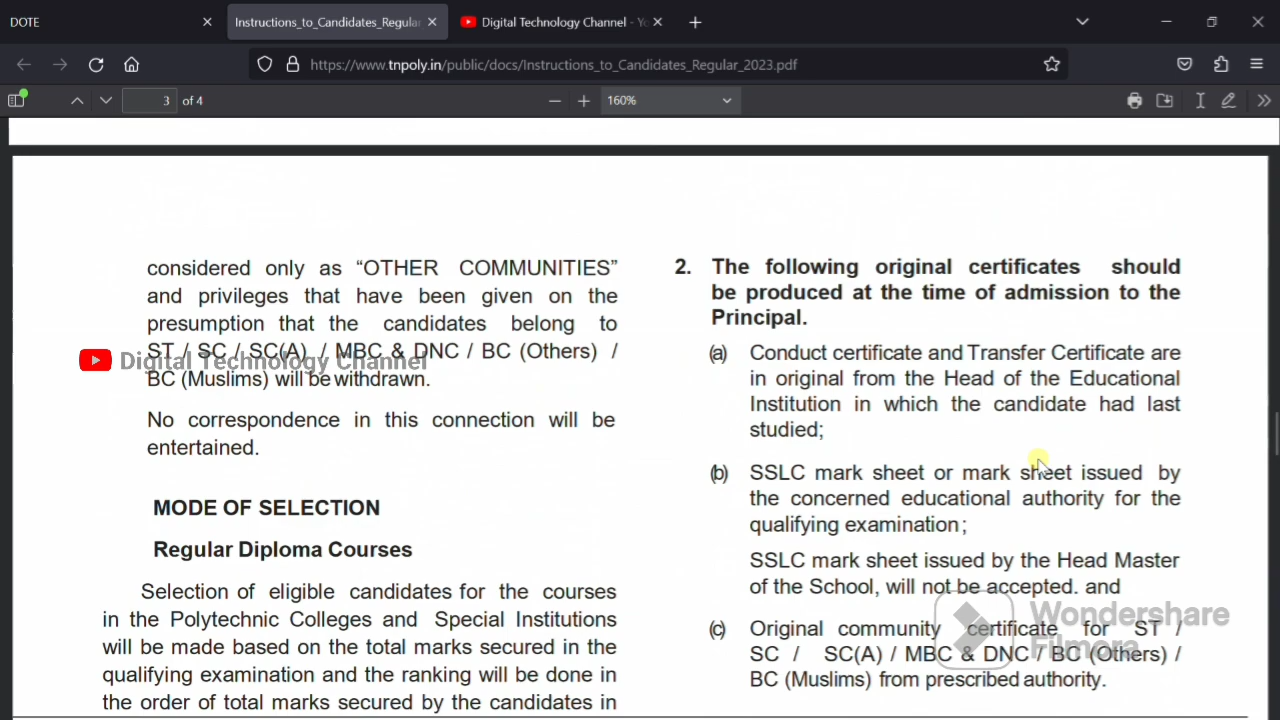 DOTE
Instructions_to_Candidates_Regular
Digital Technology Channel - Yo
https://www.tnpoly.in/public/docs/Instructions_to_Candidates_Regular_2023.pdf
3 of 4
160%
considered only as “OTHER COMMUNITIES”
and privileges that have been given on the
presumption that the candidates belong to
ST / SC / SC(A) / MBC & DNC / BC (Others) /
BC (Muslims) will be withdrawn.
No correspondence in this connection will be
entertained.
MODE OF SELECTION
Regular Diploma Courses
Selection of eligible candidates for the courses
in the Polytechnic Colleges and Special Institutions
will be made based on the total marks secured in the
qualifying examination and the ranking will be done in
the order of total marks secured by the candidates in
2. The following original certificates should
be produced at the time of admission to the
Principal.
(a) Conduct certificate and Transfer Certificate are
in original from the Head of the Educational
Institution in which the candidate had last
studied;
(b) SSLC mark sheet or mark sheet issued by
the concerned educational authority for the
qualifying examination;
SSLC mark sheet issued by the Head Master
of the School, will not be accepted. and
(c) Original community certificate for ST /
SC / SC(A) / MBC & DNC / BC (Others) /
BC (Muslims) from prescribed authority.
Digital Technology Channel
Wondershare
Filmora